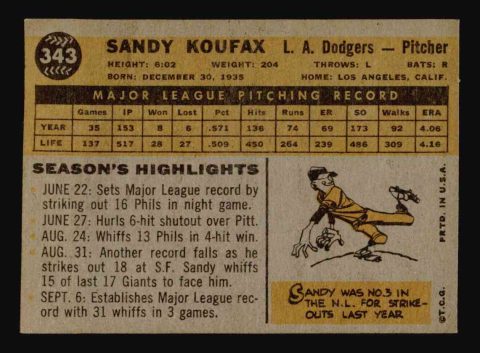 343
SANDY KOUFAX L. A. Dodgers — Pitcher
HEIGHT: 6:02 WEIGHT: 204 THROWS: L BATS: R
BORN: DECEMBER 30, 1935 HOME: LOS ANGELES, CALIF.
MAJOR LEAGUE PITCHING RECORD
Games IP Won Lost Pct. Hits Runs ER SO Walks ERA
YEAR 35 153 8 6 .571 136 74 69 173 92 4.06
LIFE 137 517 28 27 .509 450 264 239 486 309 4.16
SEASON'S HIGHLIGHTS
JUNE 22: Sets Major League record by
striking out 16 Phils in night game.
JUNE 27: Hurls 6-hit shutout over Pitt.
AUG. 24: Whiffs 13 Phils in 4-hit win.
AUG. 31: Another record falls as he
strikes out 18 at S.F. Sandy whiffs
15 of last 17 Giants to face him.
SEPT. 6: Establishes Major League rec-
ord with 31 whiffs in 3 games.
SANDY WAS NO.3 IN
THE N.L. FOR STRIKE-
OUTS LAST YEAR
©T.C.G. PRTD. IN U.S.A.